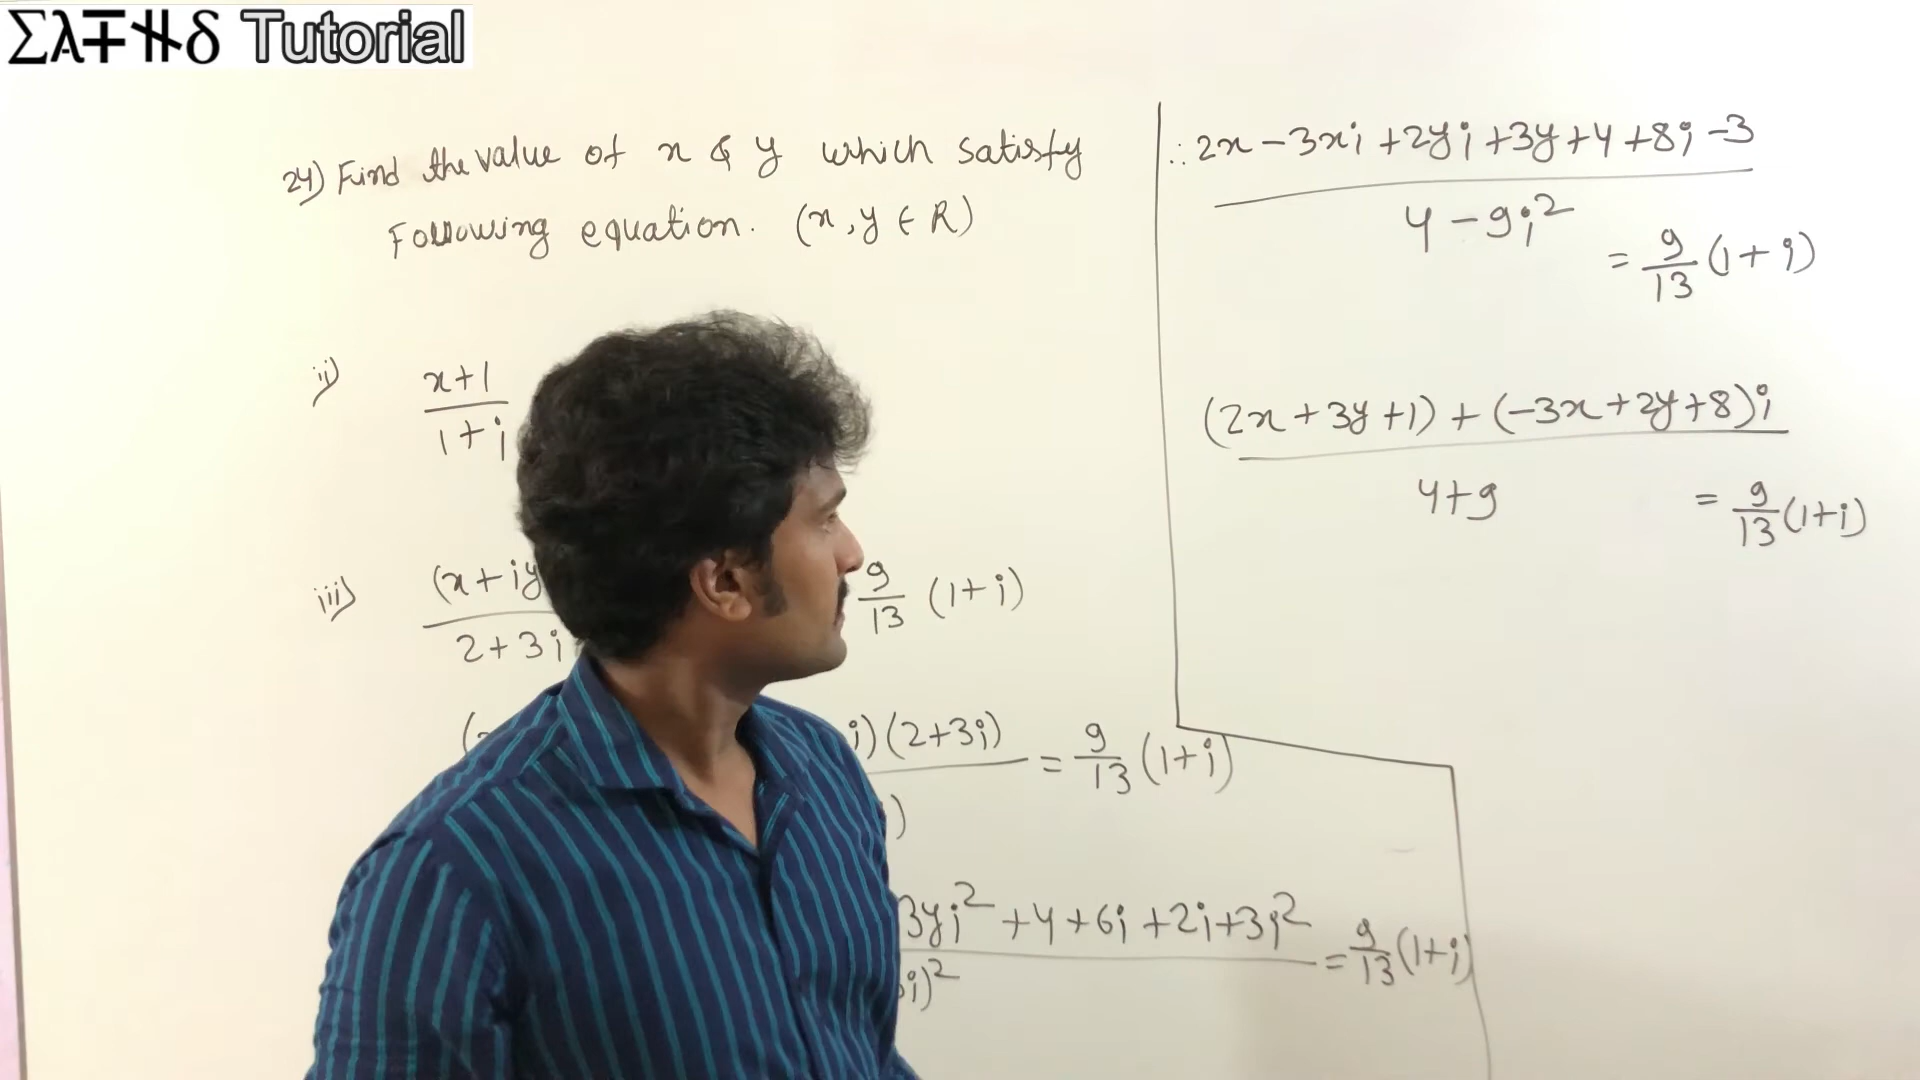 Σλ∓♓δ Tutorial
24) Find the value of x & y which satisfy
Following equation. (x, y ∈ R)
ii) x+1
1+i
iii) (x+iy
2+3i
9/13 (1+i)
i)(2+3i) = 9/13 (1+i)
)
3yi² +4+6i +2i+3i² = 9/13 (1+i)
i)²
∴ 2x -3xi +2yi +3y +4 +8i -3
4 -9i²
= 9/13 (1+i)
(2x+3y+1) + (-3x+2y+8)i
4+9
= 9/13 (1+i)